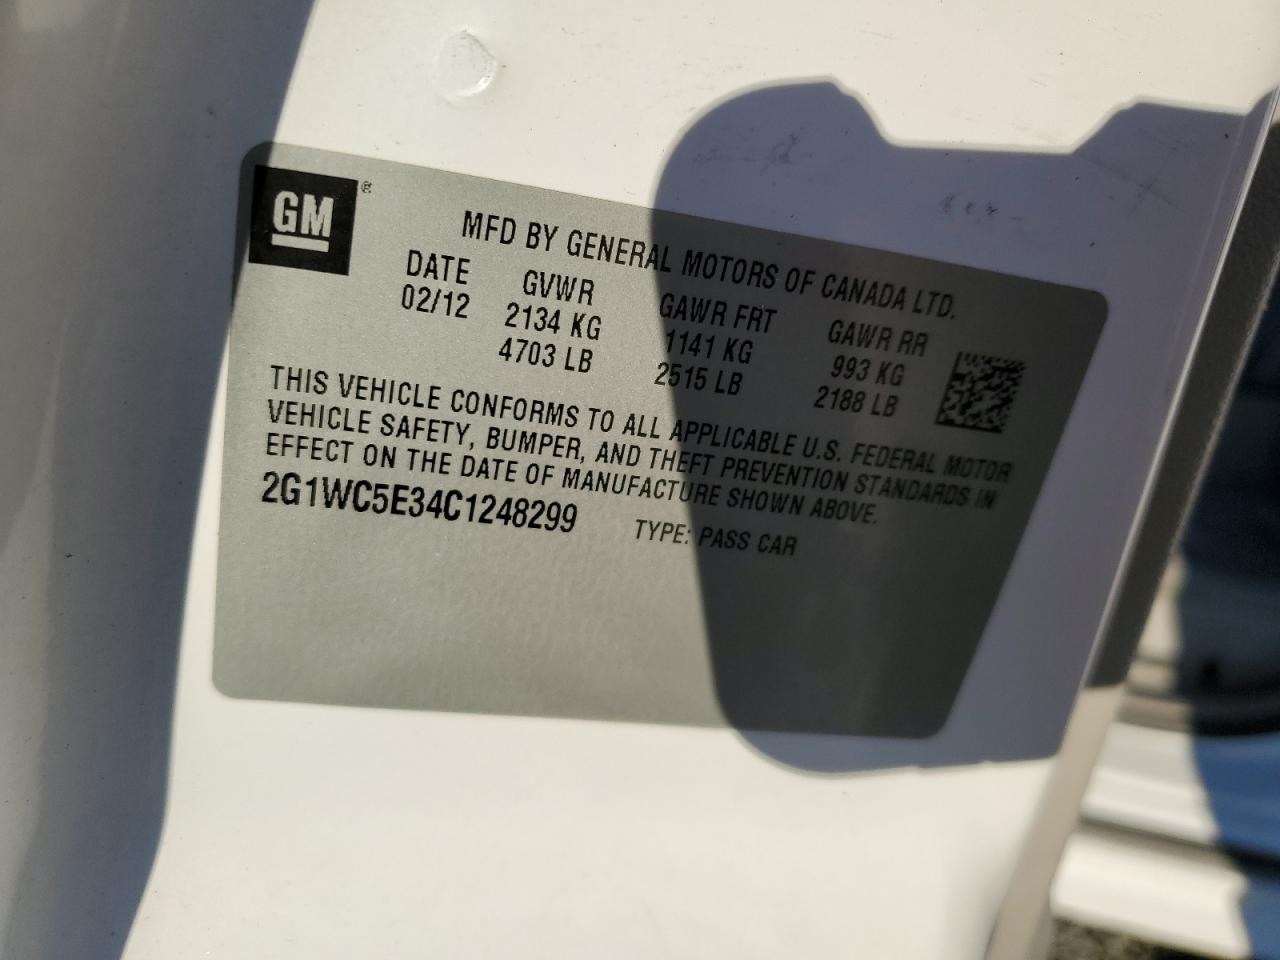 GM ®
MFD BY GENERAL MOTORS OF CANADA LTD.
DATE GVWR GAWR FRT GAWR RR
02/12 2134 KG 1141 KG 993 KG
4703 LB 2515 LB 2188 LB
THIS VEHICLE CONFORMS TO ALL APPLICABLE U.S. FEDERAL MOTOR
VEHICLE SAFETY, BUMPER, AND THEFT PREVENTION STANDARDS IN
EFFECT ON THE DATE OF MANUFACTURE SHOWN ABOVE.
2G1WC5E34C1248299 TYPE: PASS CAR